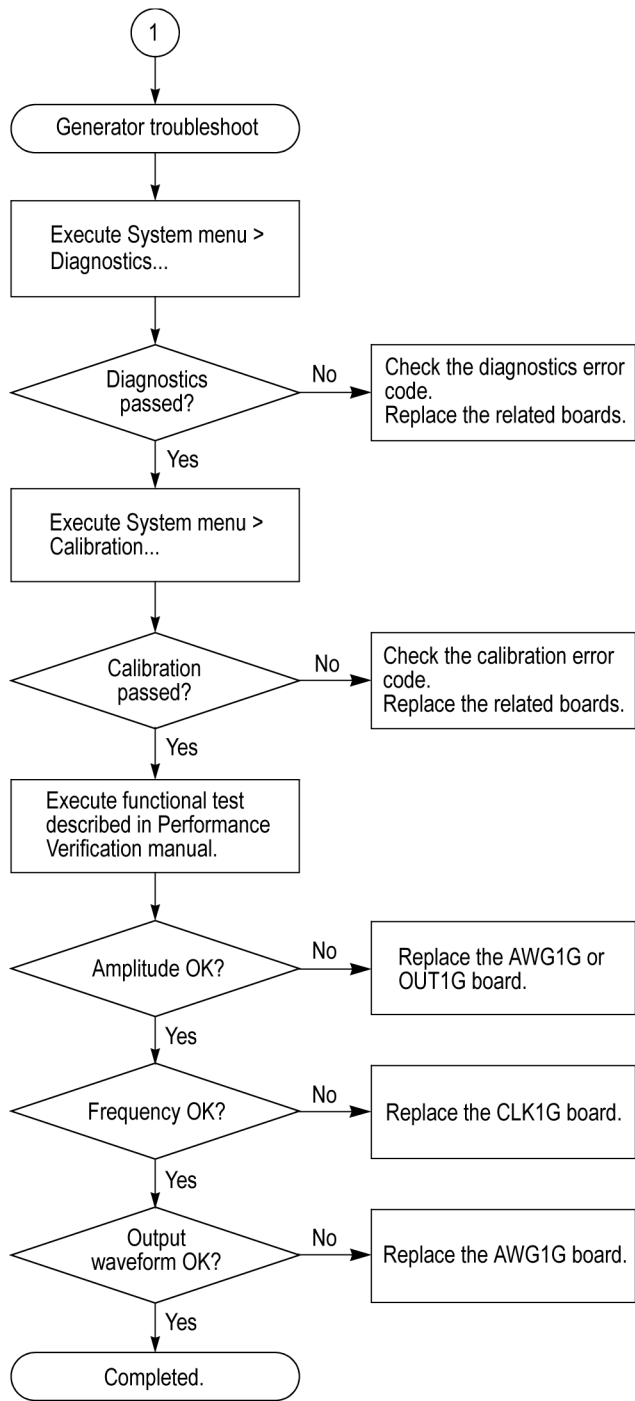 1
Generator troubleshoot
Execute System menu >
Diagnostics...
Diagnostics
passed?
No
Check the diagnostics error
code.
Replace the related boards.
Yes
Execute System menu >
Calibration...
Calibration
passed?
No
Check the calibration error
code.
Replace the related boards.
Yes
Execute functional test
described in Performance
Verification manual.
Amplitude OK?
No
Replace the AWG1G or
OUT1G board.
Yes
Frequency OK?
No
Replace the CLK1G board.
Yes
Output
waveform OK?
No
Replace the AWG1G board.
Yes
Completed.